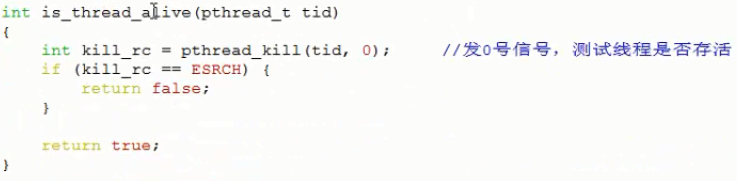 int is_thread_alive(pthread_t tid)
{
    int kill_rc = pthread_kill(tid, 0);     //发0号信号，测试线程是否存活
    if (kill_rc == ESRCH) {
        return false;
    }
    return true;
}